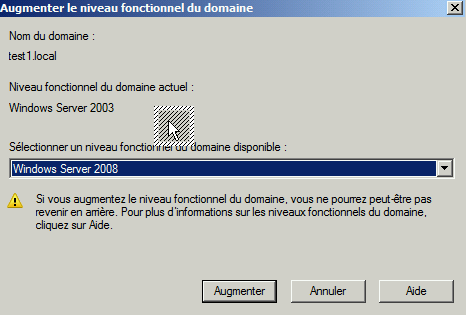 Augmenter le niveau fonctionnel du domaine
Nom du domaine :
test1.local
Niveau fonctionnel du domaine actuel :
Windows Server 2003
Sélectionner un niveau fonctionnel du domaine disponible :
Windows Server 2008
Si vous augmentez le niveau fonctionnel du domaine, vous ne pourrez peut-être pas
revenir en arrière. Pour plus d'informations sur les niveaux fonctionnels du domaine,
cliquez sur Aide.
Augmenter
Annuler
Aide